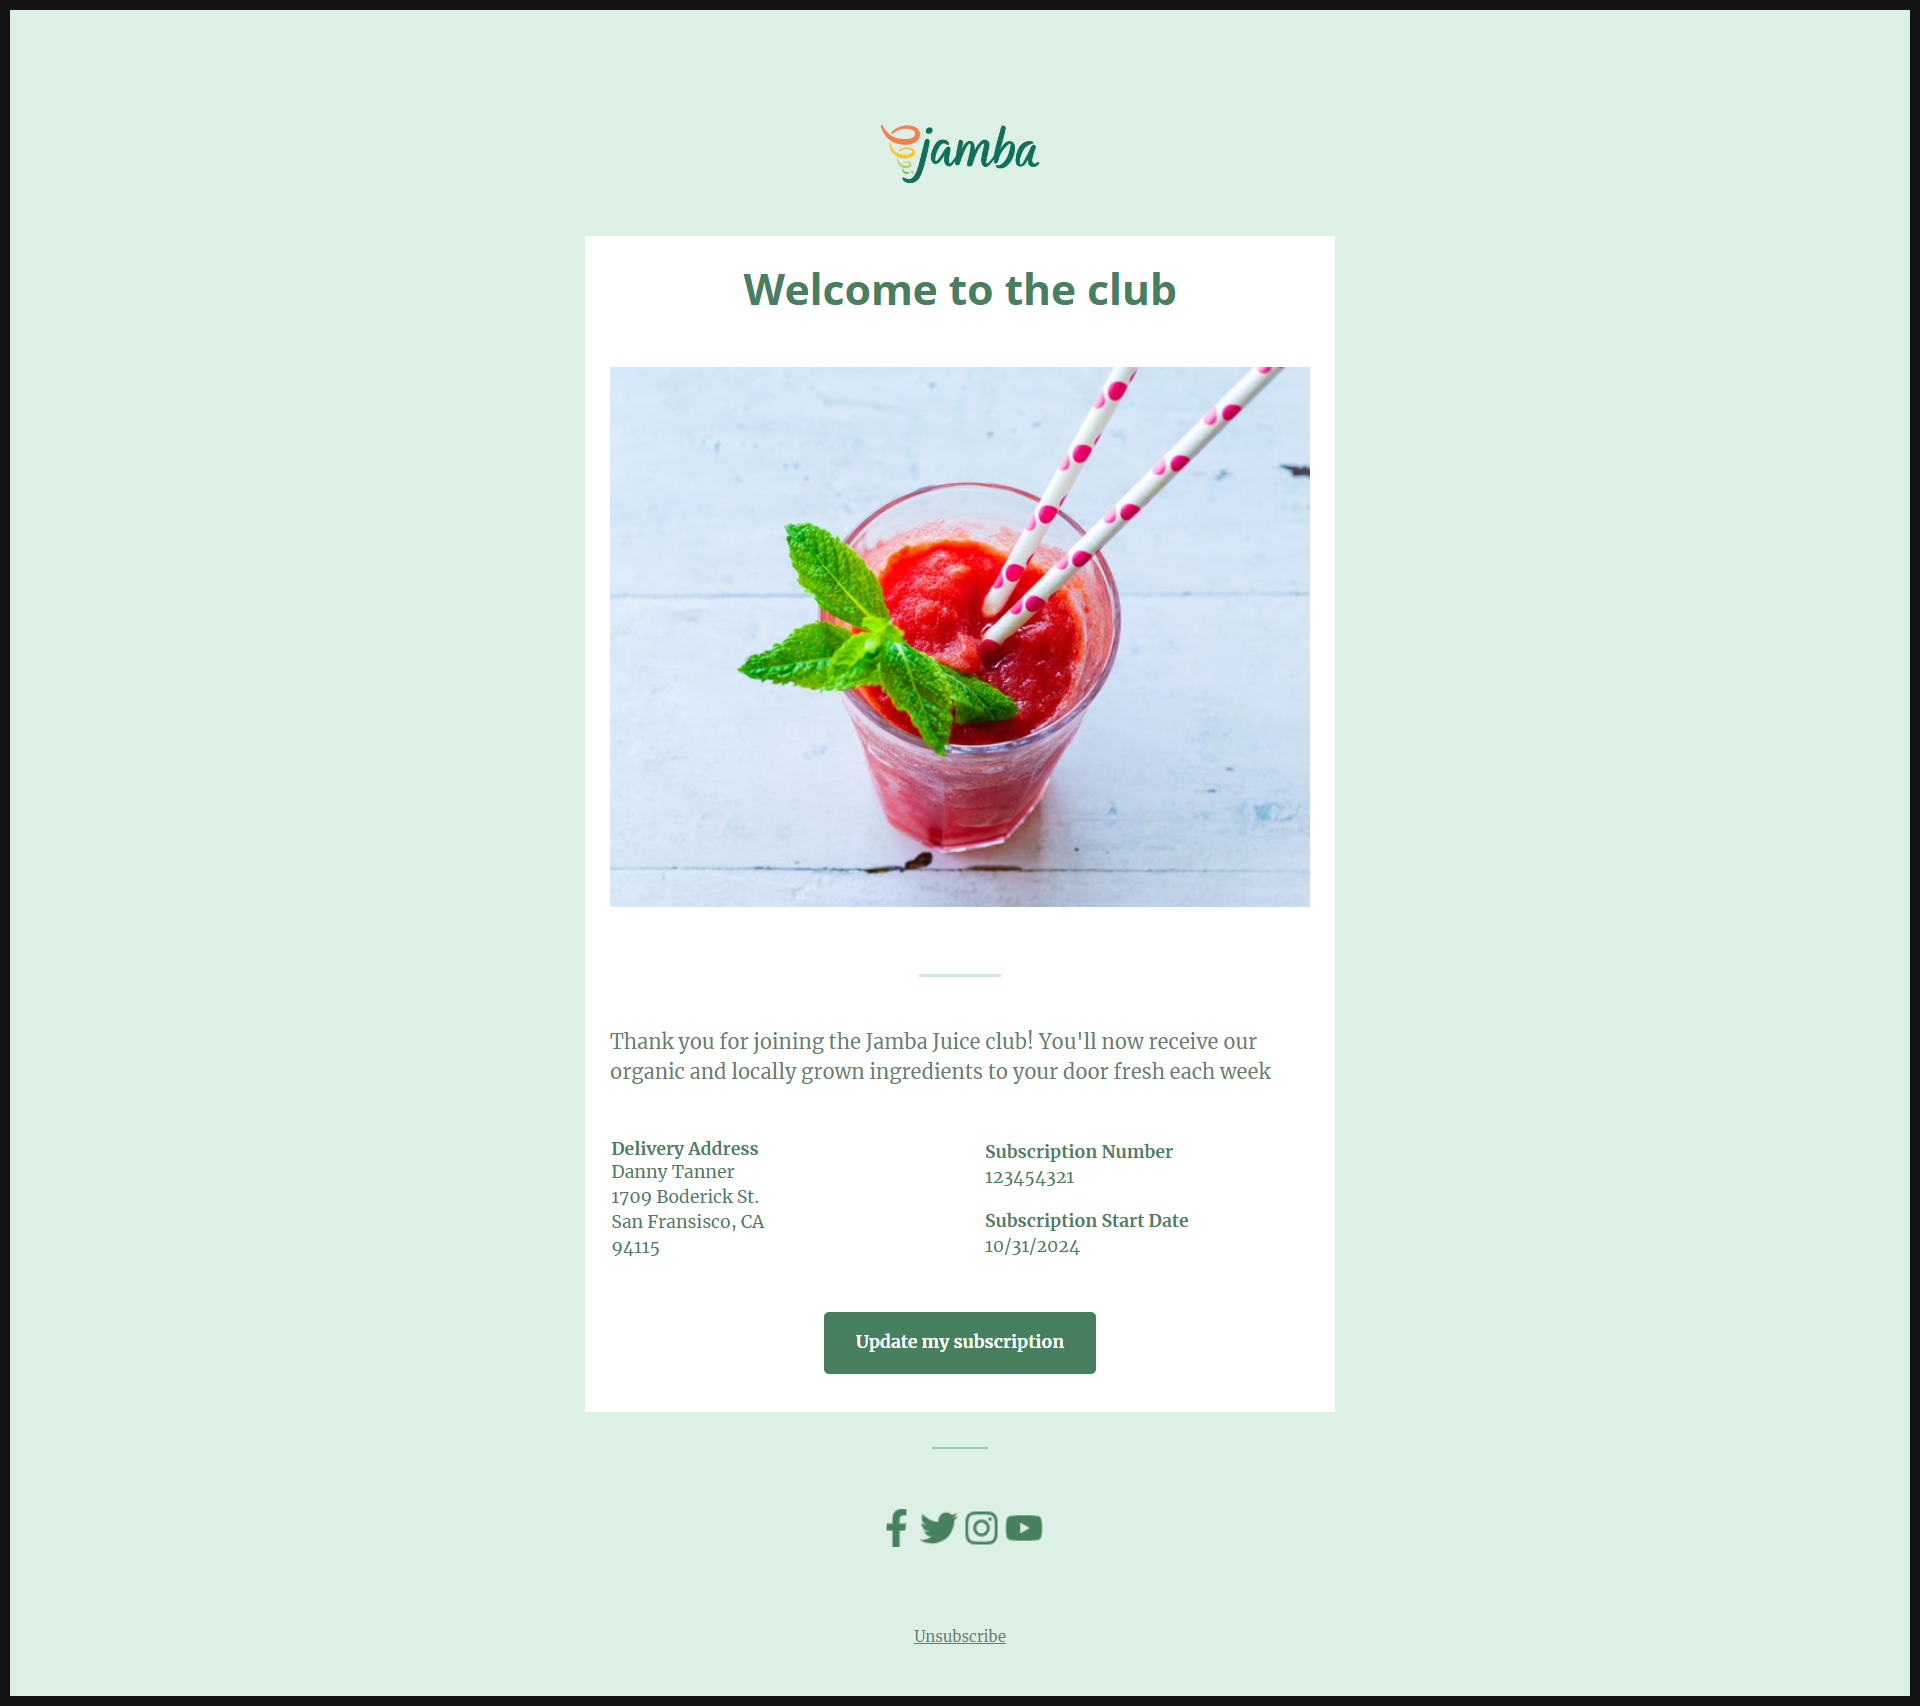 jamba
Welcome to the club
Thank you for joining the Jamba Juice club! You'll now receive our
organic and locally grown ingredients to your door fresh each week
Delivery Address
Danny Tanner
1709 Boderick St.
San Fransisco, CA
94115
Subscription Number
123454321
Subscription Start Date
10/31/2024
Update my subscription
Unsubscribe